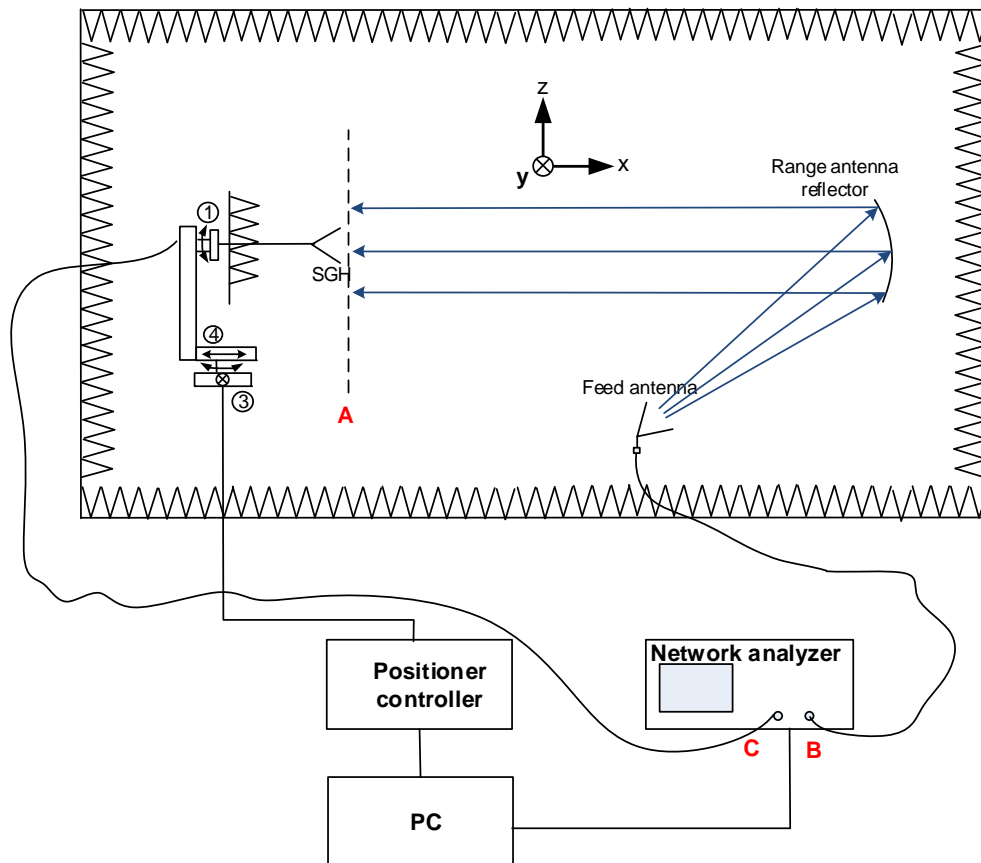 z
y
x
Range antenna
reflector
①
SGH
④
③
A
Feed antenna
Positioner
controller
Network analyzer
C
B
PC